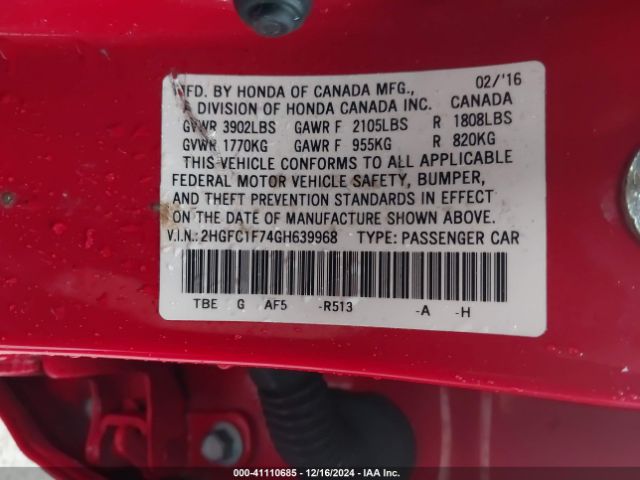 MFD. BY HONDA OF CANADA MFG., 02/'16
A DIVISION OF HONDA CANADA INC. CANADA
GVWR 3902LBS GAWR F 2105LBS R 1808LBS
GVWR 1770KG GAWR F 955KG R 820KG
THIS VEHICLE CONFORMS TO ALL APPLICABLE
FEDERAL MOTOR VEHICLE SAFETY, BUMPER,
AND THEFT PREVENTION STANDARDS IN EFFECT
ON THE DATE OF MANUFACTURE SHOWN ABOVE.
V.I.N.: 2HGFC1F74GH639968 TYPE: PASSENGER CAR
TBE G AF5 -R513 -A -H
000-41110685 - 12/16/2024 - IAA Inc.